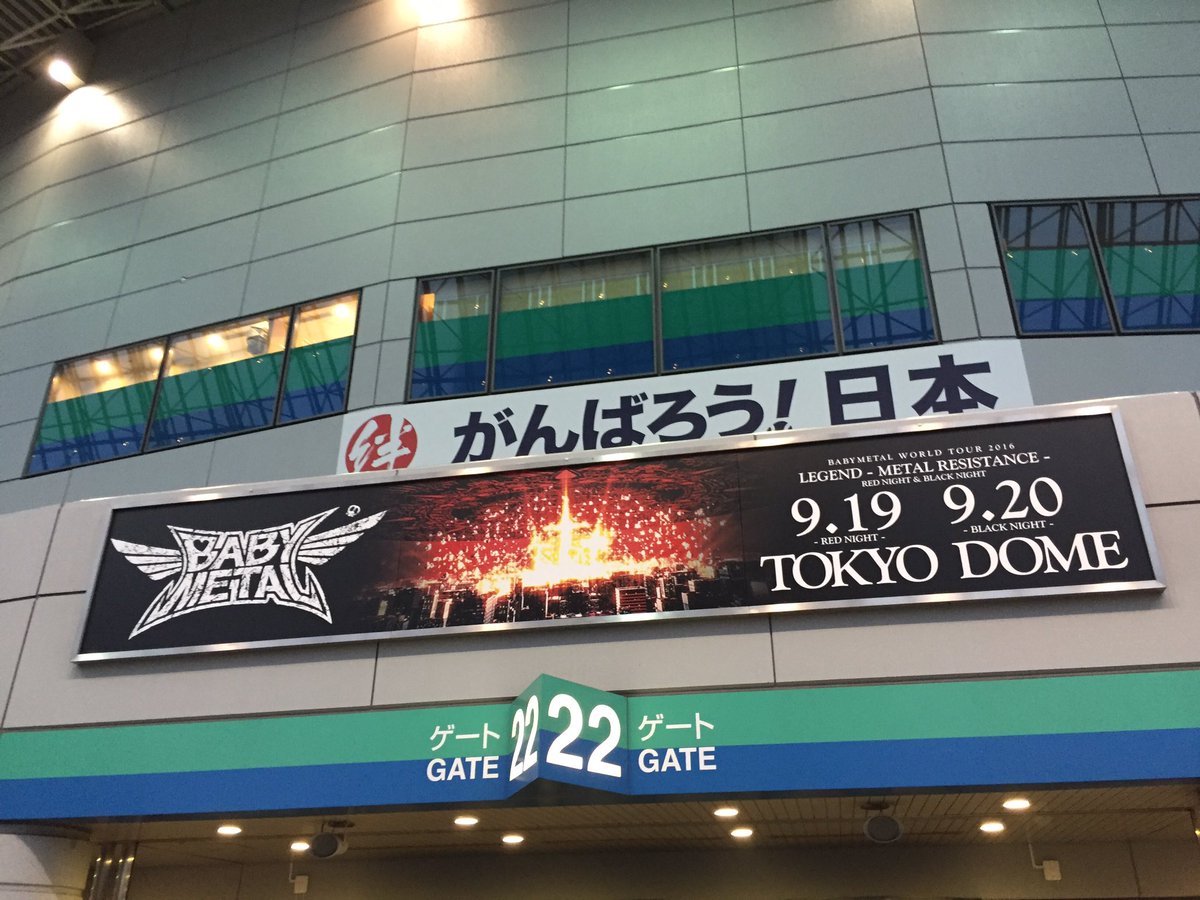 絆 がんばろう！日本
BABY
METAL
BABYMETAL WORLD TOUR 2016
LEGEND - METAL RESISTANCE -
RED NIGHT & BLACK NIGHT
9.19 9.20
- RED NIGHT - - BLACK NIGHT -
TOKYO DOME
ゲート 22 22 ゲート
GATE GATE